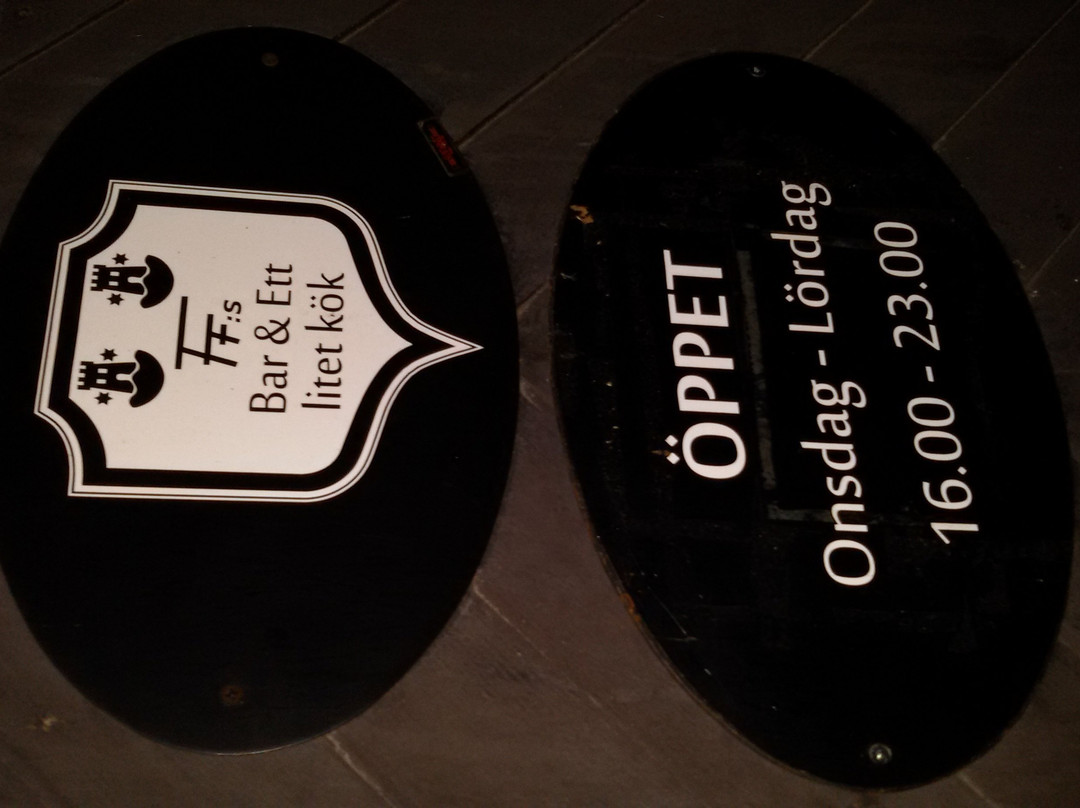 FF:s
Bar & Ett
litet kök
ÖPPET
Onsdag - Lördag
16.00 - 23.00